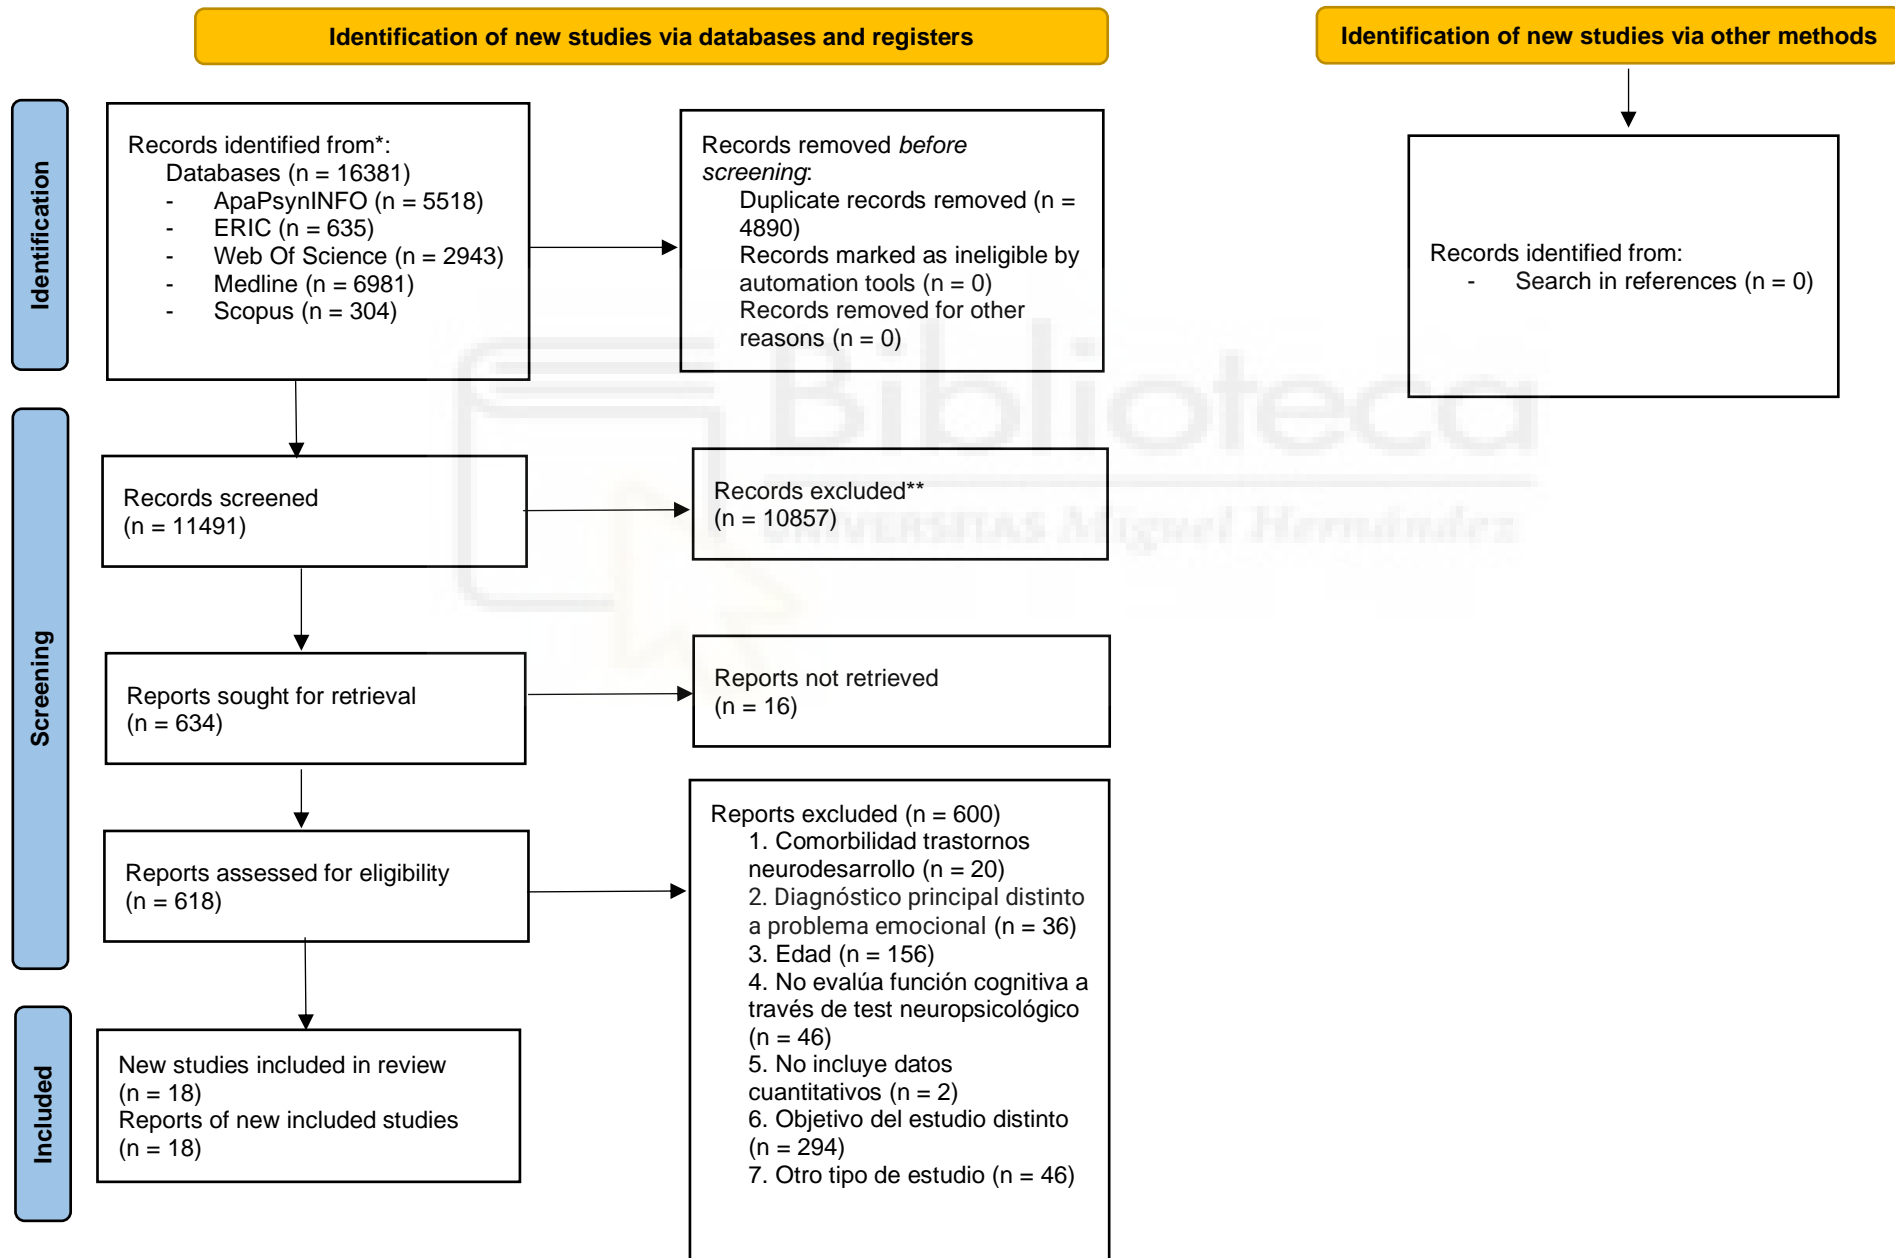 Identification of new studies via databases and registers
Identification of new studies via other methods
Identification
Records identified from*:
Databases (n = 16381)
- ApaPsynINFO (n = 5518)
- ERIC (n = 635)
- Web Of Science (n = 2943)
- Medline (n = 6981)
- Scopus (n = 304)
Records removed before
screening:
Duplicate records removed (n =
4890)
Records marked as ineligible by
automation tools (n = 0)
Records removed for other
reasons (n = 0)
Records identified from:
- Search in references (n = 0)
Biblioteca
UNIVERSITAS Miguel Hernández
Screening
Records screened
(n = 11491)
Records excluded**
(n = 10857)
Reports sought for retrieval
(n = 634)
Reports not retrieved
(n = 16)
Reports assessed for eligibility
(n = 618)
Reports excluded (n = 600)
1. Comorbilidad trastornos
neurodesarrollo (n = 20)
2. Diagnóstico principal distinto
a problema emocional (n = 36)
3. Edad (n = 156)
4. No evalúa función cognitiva a
través de test neuropsicológico
(n = 46)
5. No incluye datos
cuantitativos (n = 2)
6. Objetivo del estudio distinto
(n = 294)
7. Otro tipo de estudio (n = 46)
Included
New studies included in review
(n = 18)
Reports of new included studies
(n = 18)